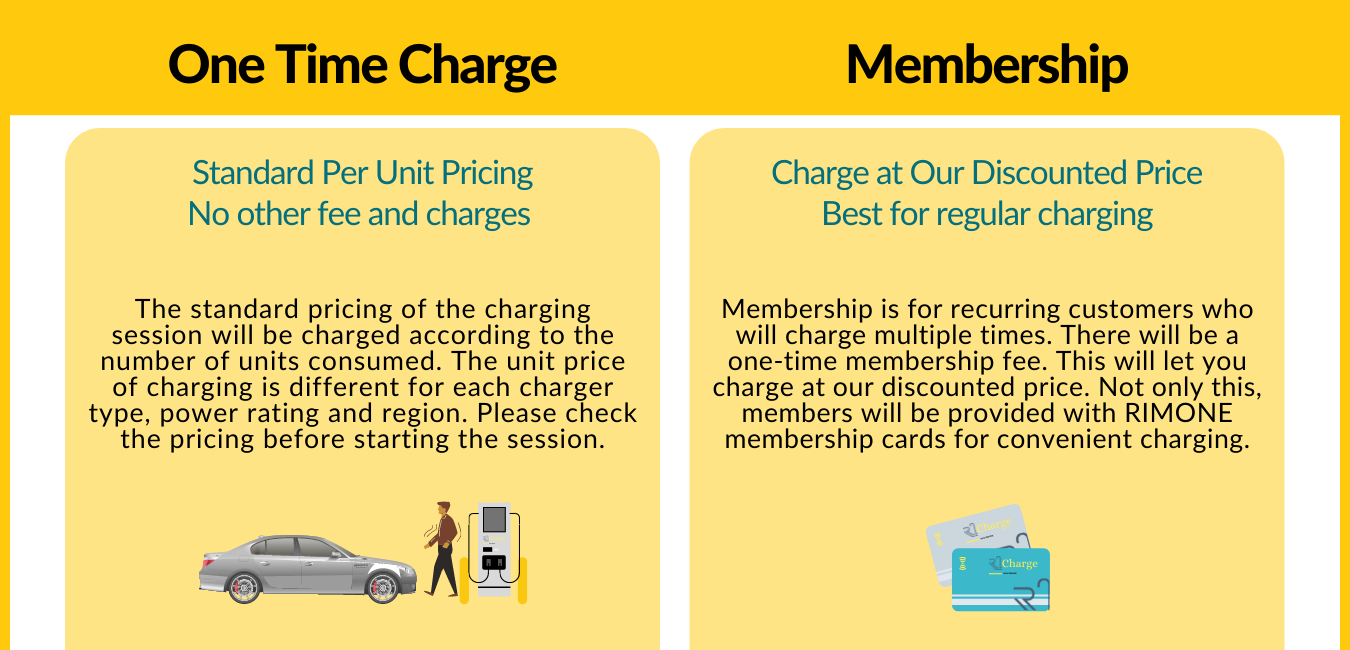 One Time Charge
Membership
Standard Per Unit Pricing
No other fee and charges
The standard pricing of the charging
session will be charged according to the
number of units consumed. The unit price
of charging is different for each charger
type, power rating and region. Please check
the pricing before starting the session.
Charge at Our Discounted Price
Best for regular charging
Membership is for recurring customers who
will charge multiple times. There will be a
one-time membership fee. This will let you
charge at our discounted price. Not only this,
members will be provided with RIMONE
membership cards for convenient charging.
Charge
Charge